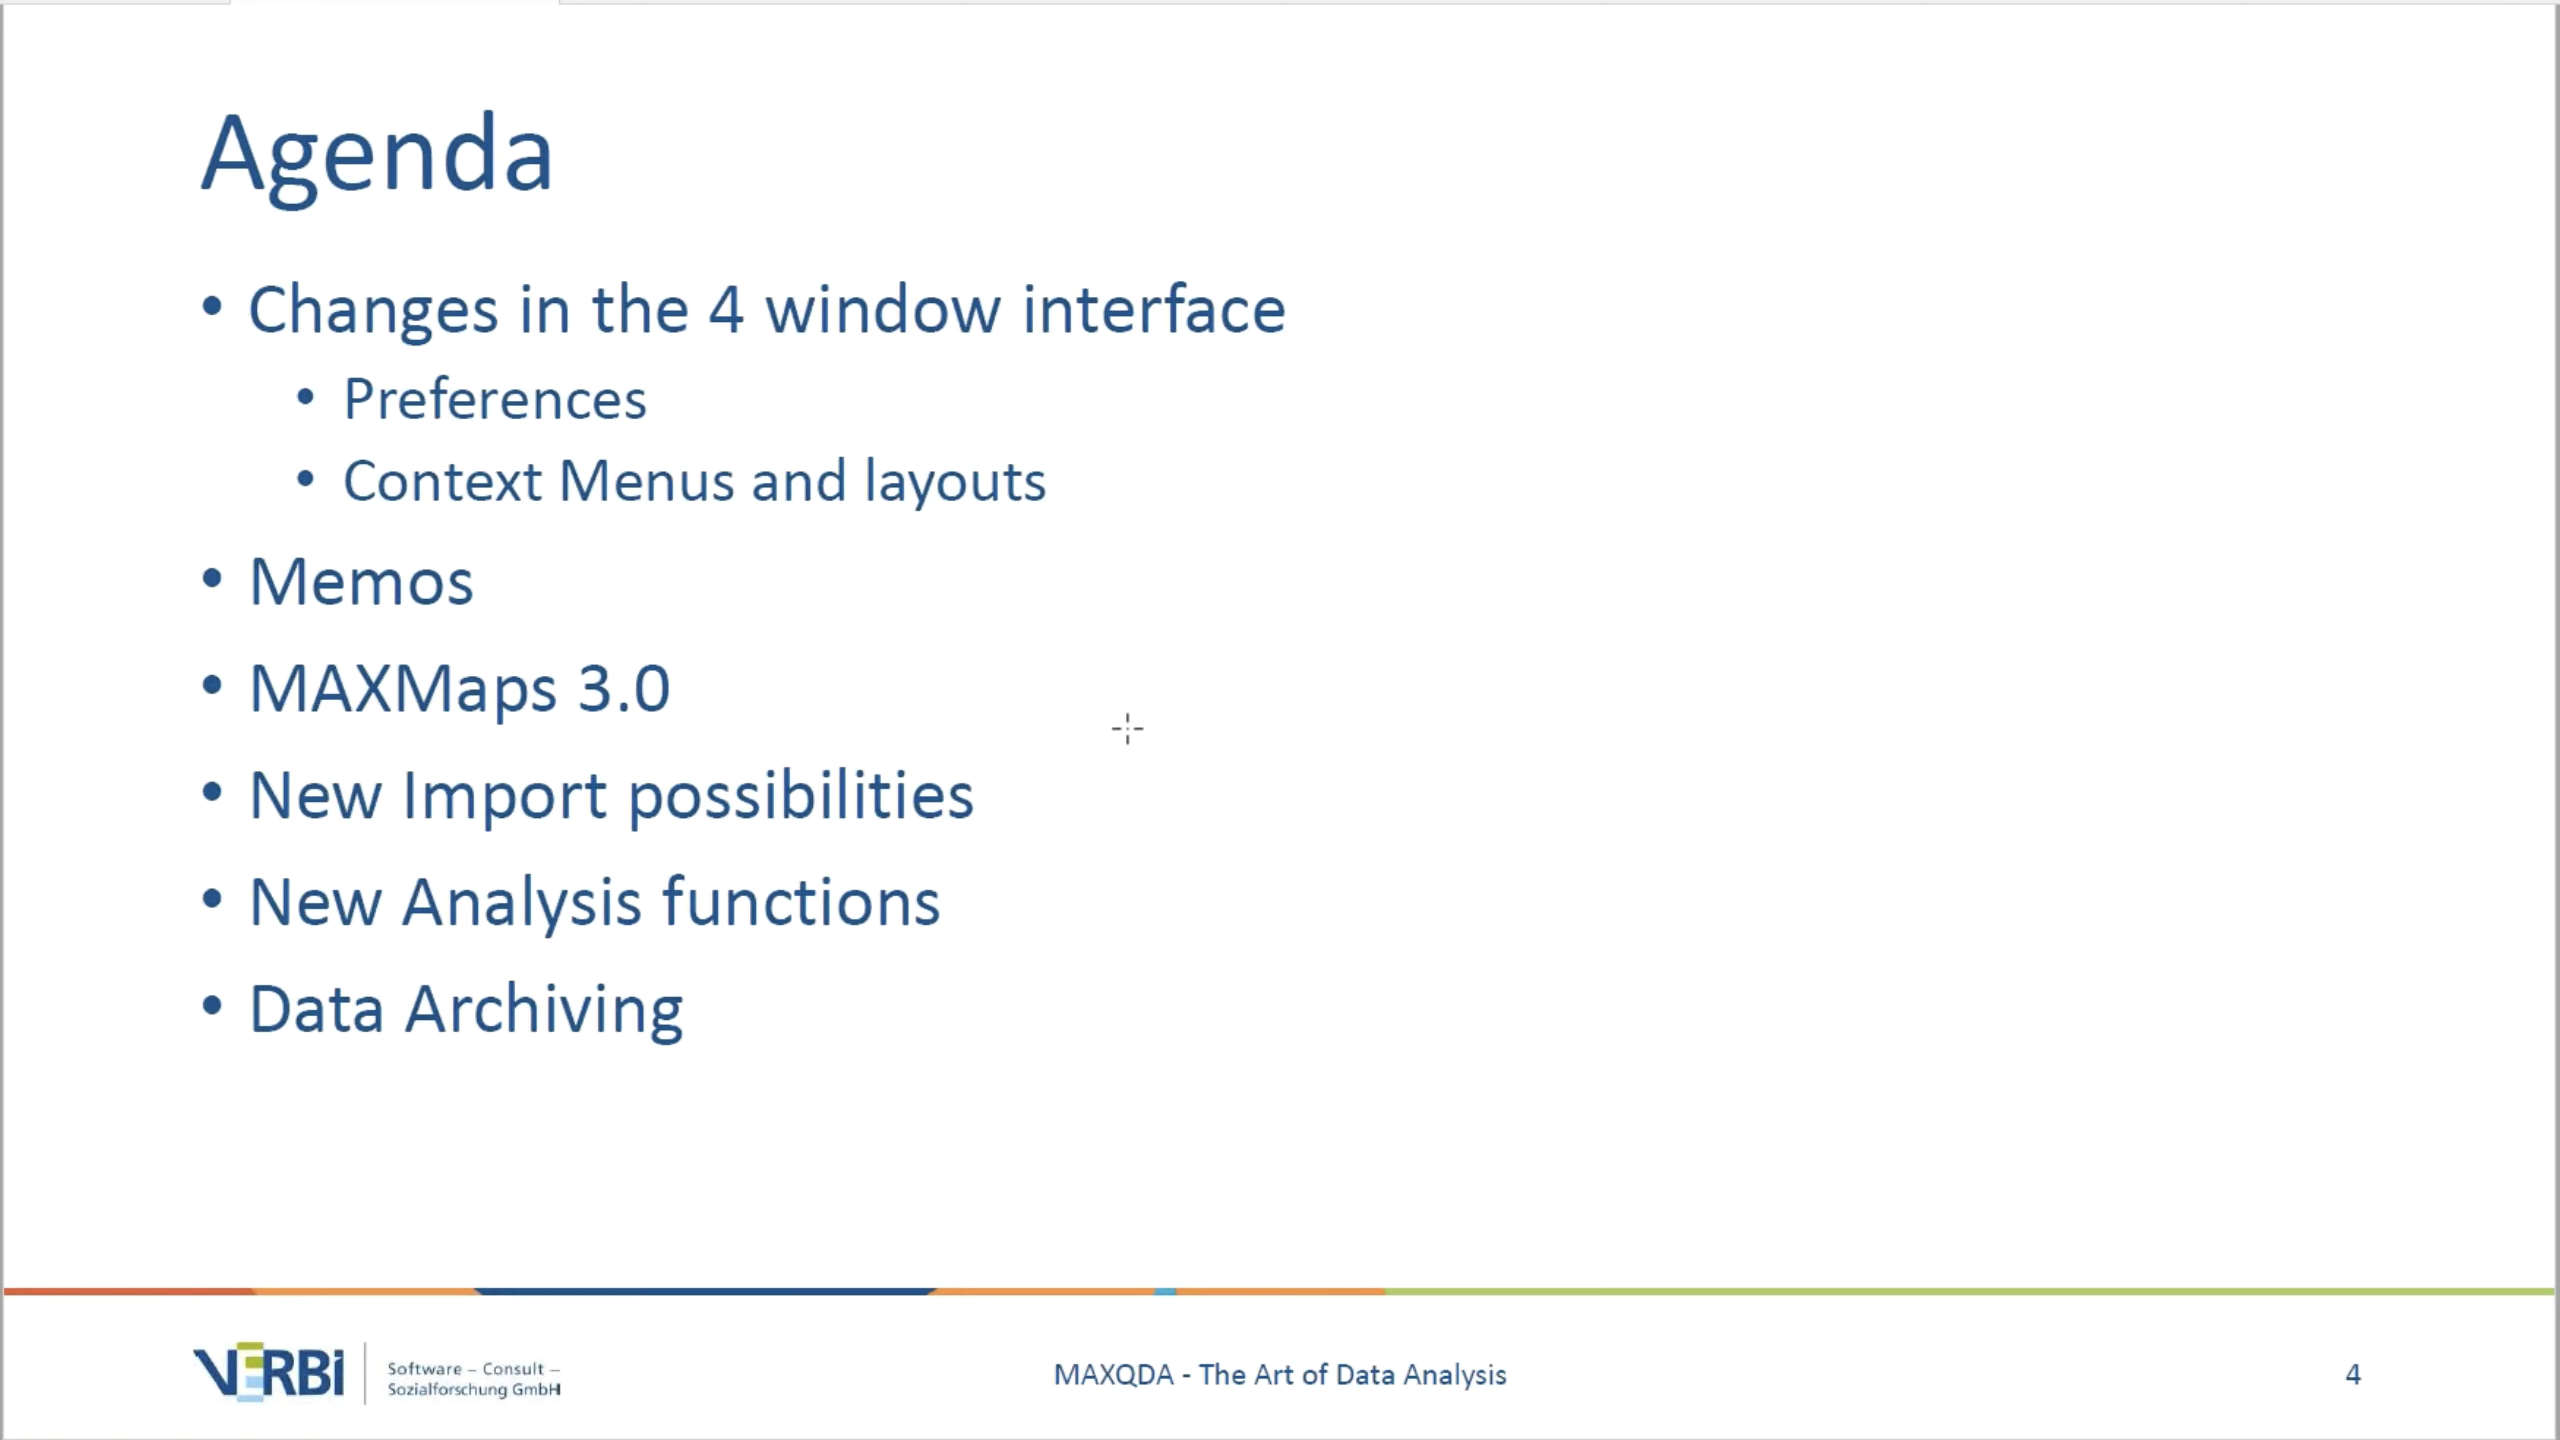 Agenda
• Changes in the 4 window interface
• Preferences
• Context Menus and layouts
• Memos
• MAXMaps 3.0
• New Import possibilities
• New Analysis functions
• Data Archiving
VERBI
Software – Consult –
Sozialforschung GmbH
MAXQDA - The Art of Data Analysis
4